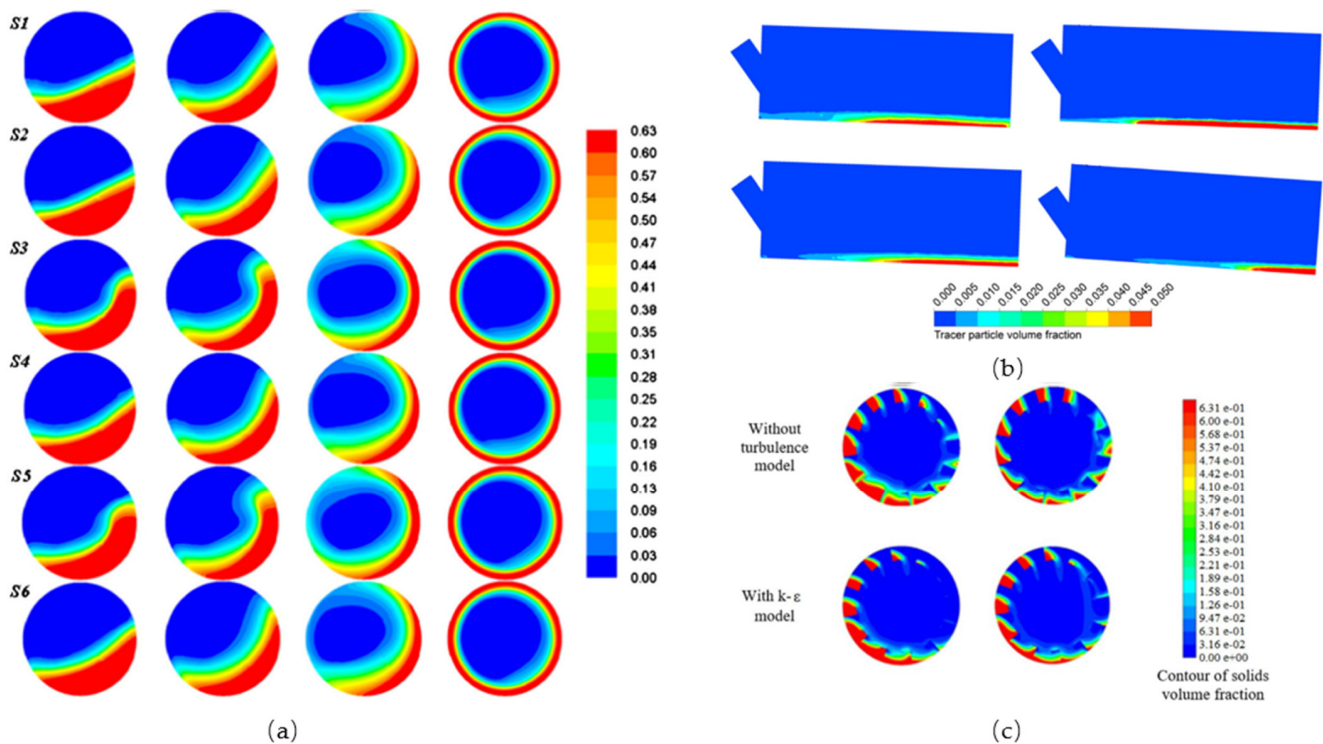 S1
S2
S3
S4
S5
S6
0.63
0.60
0.57
0.54
0.50
0.47
0.44
0.41
0.38
0.35
0.31
0.28
0.25
0.22
0.19
0.16
0.13
0.09
0.06
0.03
0.00
(a)
0.000
0.005
0.010
0.015
0.020
0.025
0.030
0.035
0.040
0.045
0.050
Tracer particle volume fraction
(b)
Without
turbulence
model
With k-ε
model
6.31 e-01
6.00 e-01
5.68 e-01
5.37 e-01
4.74 e-01
4.42 e-01
4.10 e-01
3.79 e-01
3.47 e-01
3.16 e-01
2.84 e-01
2.53 e-01
2.21 e-01
1.89 e-01
1.58 e-01
1.26 e-01
9.47 e-02
6.31 e-01
3.16 e-02
0.00 e+00
Contour of solids
volume fraction
(c)